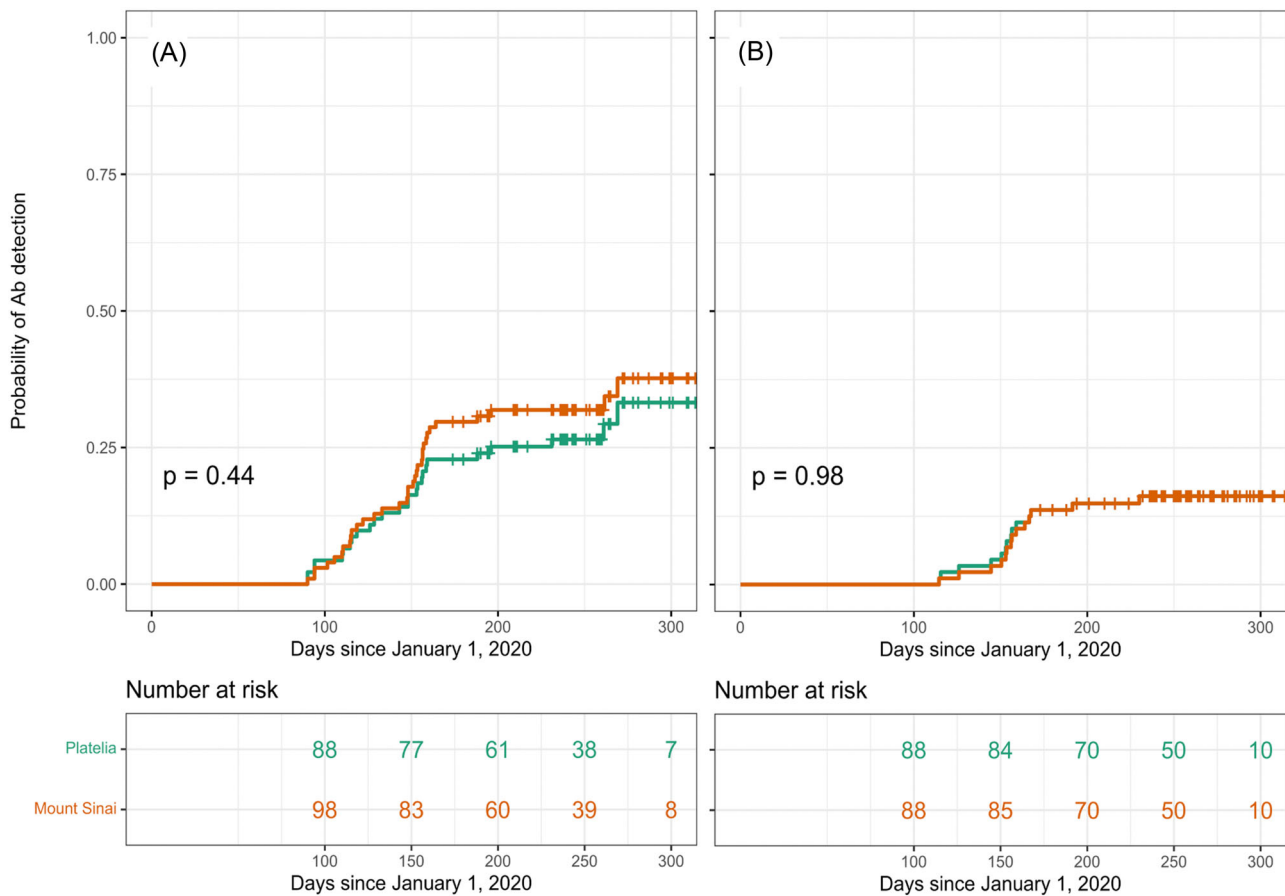 (A)
(B)
Probability of Ab detection
1.00
0.75
0.50
0.25
0.00
p = 0.44
p = 0.98
0 100 200 300
0 100 200 300
Days since January 1, 2020
Days since January 1, 2020
Number at risk
Number at risk
Platelia 88 77 61 38 7
88 84 70 50 10
Mount Sinai 98 83 60 39 8
88 85 70 50 10
100 150 200 250 300
100 150 200 250 300
Days since January 1, 2020
Days since January 1, 2020